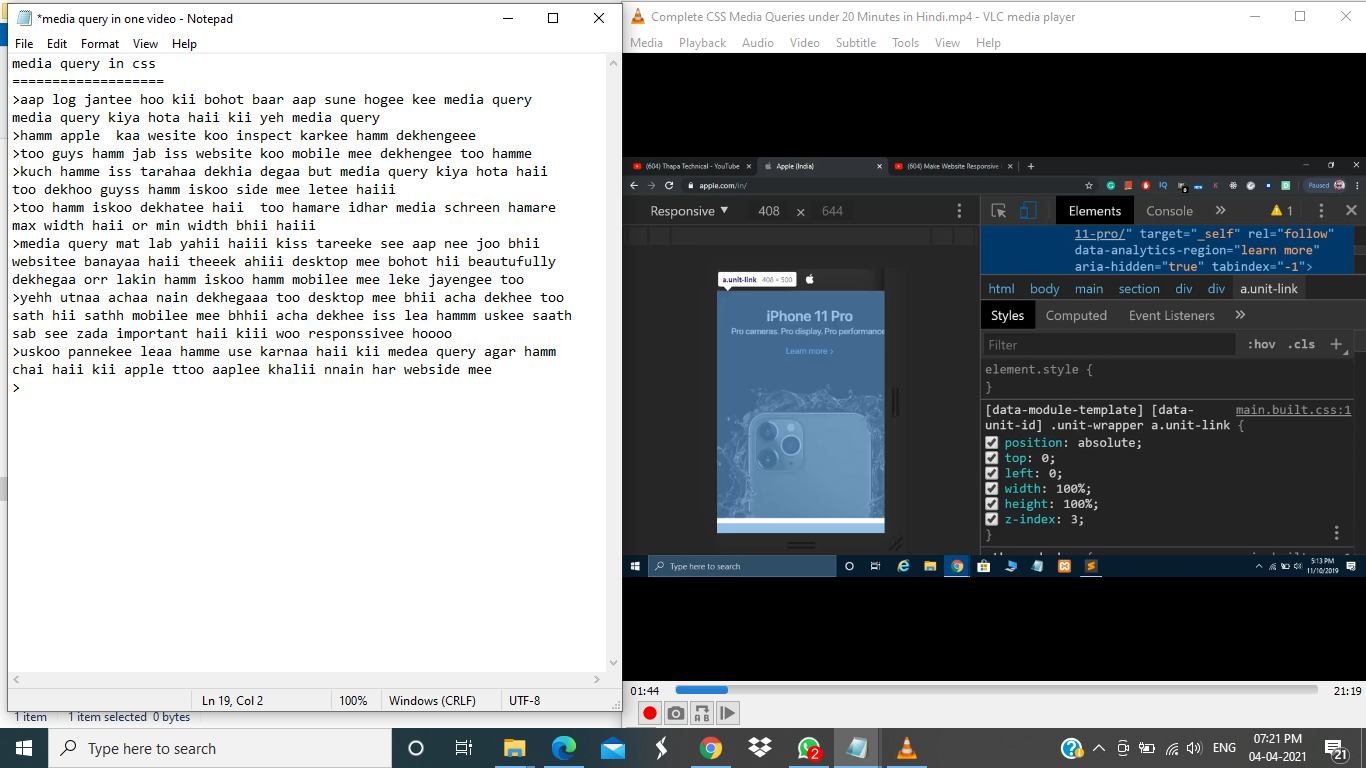 *media query in one video - Notepad
File Edit Format View Help
media query in css
===================
>aap log jantee hoo kii bohot baar aap sune hogee kee media query
media query kiya hota haii kii yeh media query
>hamm apple  kaa wesite koo inspect karkee hamm dekhengeee
>too guys hamm jab iss website koo mobile mee dekhengee too hamme
>kuch hamme iss tarahaa dekhia degaa but media query kiya hota haii
too dekhoo guyss hamm iskoo side mee letee haiii
>too hamm iskoo dekhatee haii  too hamare idhar media schreen hamare
max width haii or min width bhii haiii
>media query mat lab yahii haiii kiss tareeke see aap nee joo bhii
websitee banayaa haii theeek ahiii desktop mee bohot hii beautufully
dekhegaa orr lakin hamm iskoo hamm mobilee mee leke jayengee too
>yehh utnaa achaa nain dekhegaaa too desktop mee bhii acha dekhee too
sath hii sathh mobilee mee bhhii acha dekhee iss lea hammm uskee saath
sab see zada important haii kiii woo responssivee hoooo
>uskoo pannekee leaa hamme use karnaa haii kii medea query agar hamm
chai haii kii apple ttoo aaplee khalii nnain har webside mee
>
Ln 19, Col 2 100% Windows (CRLF) UTF-8
1 item 1 item selected 0 bytes
Complete CSS Media Queries under 20 Minutes in Hindi.mp4 - VLC media player
Media Playback Audio Video Subtitle Tools View Help
(604) Thapa Technical - YouTube Apple (India) (604) Make Website Responsive
apple.com/in/ Paused
Responsive 408 x 644
Elements Console 1
11-pro/" target="_self" rel="follow"
data-analytics-region="learn more"
aria-hidden="true" tabindex="-1">
html body main section div div a.unit-link
Styles Computed Event Listeners
Filter :hov .cls
element.style {
}
[data-module-template] [data- main.built.css:1
unit-id] .unit-wrapper a.unit-link {
position: absolute;
top: 0;
left: 0;
width: 100%;
height: 100%;
z-index: 3;
}
a.unit-link 408 × 500
iPhone 11 Pro
Pro cameras. Pro display. Pro performance
Learn more >
Type here to search
5:13 PM
11/10/2019
01:44 21:19
Type here to search
2
ENG
07:21 PM
04-04-2021
21